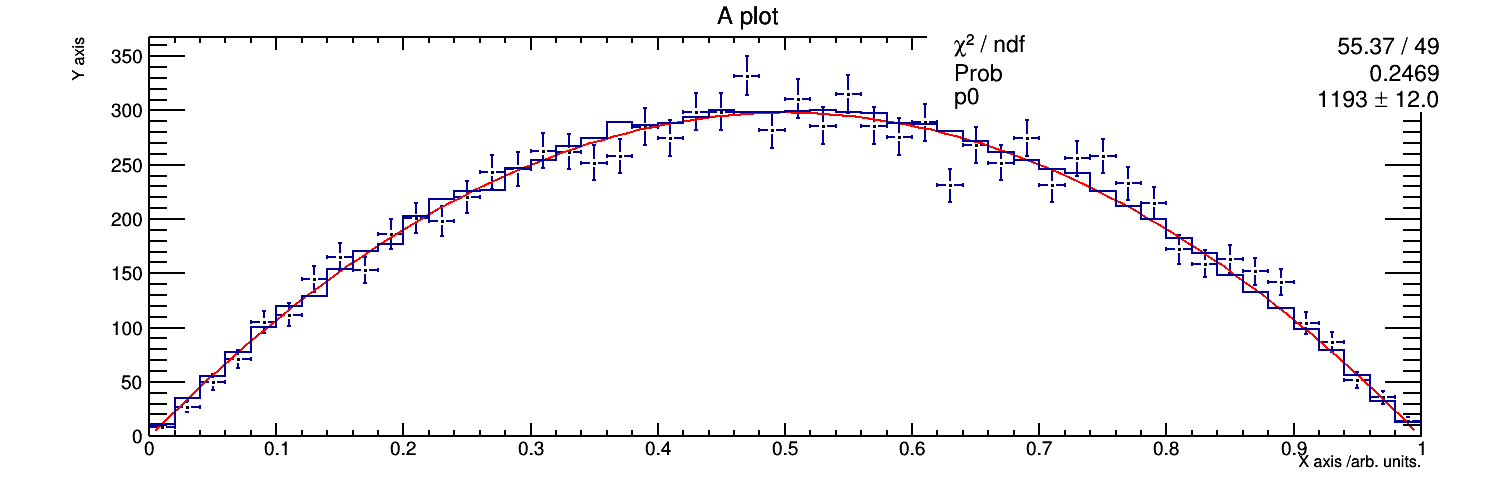 A plot
Y axis
χ² / ndf 55.37 / 49
Prob 0.2469
p0 1193 ± 12.0
350
300
250
200
150
100
50
0
0 0.1 0.2 0.3 0.4 0.5 0.6 0.7 0.8 0.9 1
X axis /arb. units.